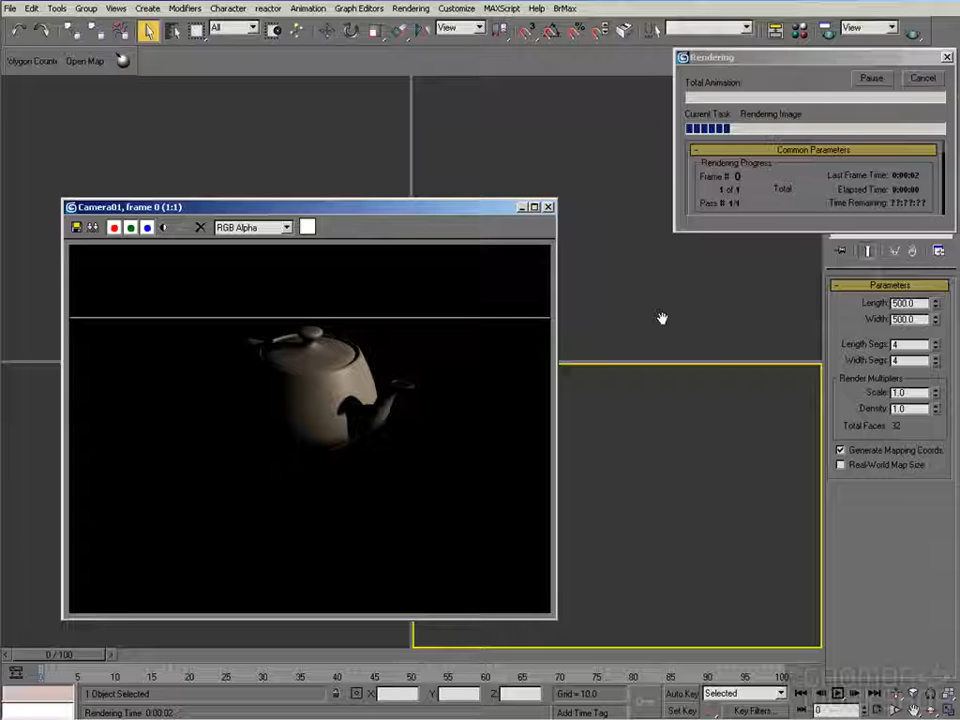 File Edit Tools Group Views Create Modifiers Character reactor Animation Graph Editors Rendering Customize MAXScript Help BrMax
All View View
Polygon Counter Open Map
Rendering
Total Animation:
Pause Cancel
Current Task: Rendering Image
Common Parameters
Rendering Progress
Frame # 0
1 of 1 Total
Pass # 1/1
Last Frame Time: 0:00:02
Elapsed Time: 0:00:00
Time Remaining: ??:??:??
Camera01, frame 0 (1:1)
RGB Alpha
Parameters
Length: 500.0
Width: 500.0
Length Segs: 4
Width Segs: 4
Render Multipliers
Scale: 1.0
Density: 1.0
Total Faces: 32
Generate Mapping Coords.
Real-World Map Size
0 / 100
5 10 15 20 25 30 35 40 45 50 55 60 65 70 75 80 85 90 95 100
1 Object Selected X: Y: Z: Grid = 10.0 Auto Key Selected
Rendering Time 0:00:02 Add Time Tag Set Key Key Filters... 0